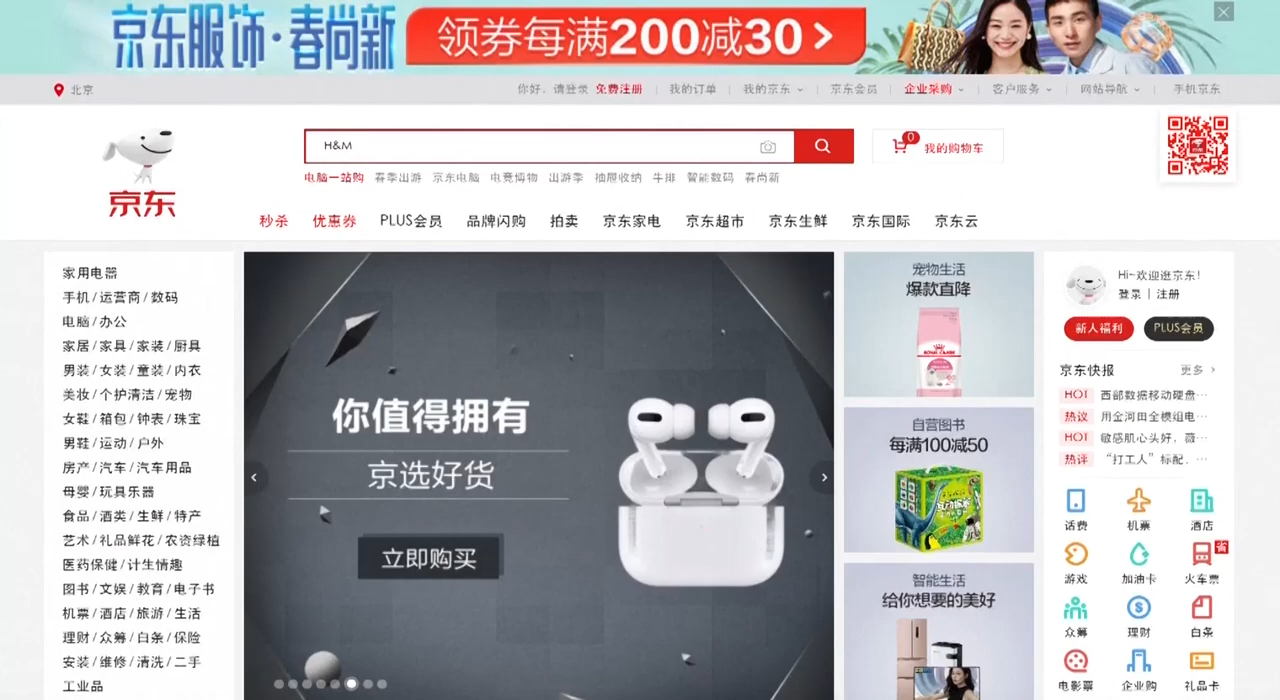 京东服饰·春尚新
领券每满200减30
北京
你好，请登录 免费注册 我的订单 我的京东 京东会员 企业采购 客户服务 网站导航 手机京东
H&M
0
我的购物车
京东
电脑一站购 春季出游 京东电脑 电竞博物 出游季 抽屉收纳 牛排 智能数码 春尚新
秒杀 优惠券 PLUS会员 品牌闪购 拍卖 京东家电 京东超市 京东生鲜 京东国际 京东云
家用电器
手机/运营商/数码
电脑/办公
家居/家具/家装/厨具
男装/女装/童装/内衣
美妆/个护清洁/宠物
女鞋/箱包/钟表/珠宝
男鞋/运动/户外
房产/汽车/汽车用品
母婴/玩具乐器
食品/酒类/生鲜/特产
艺术/礼品鲜花/农资绿植
医药保健/计生情趣
图书/文娱/教育/电子书
机票/酒店/旅游/生活
理财/众筹/白条/保险
安装/维修/清洗/二手
工业品
你值得拥有
京选好货
立即购买
宠物生活
爆款直降
ROYAL CANIN
自营图书
每满100减50
智能生活
给你想要的美好
Hi~欢迎逛京东!
登录 | 注册
新人福利 PLUS会员
京东快报 更多
HOT 西部数据移动硬盘…
热议 用金河田全模组电…
HOT 敏感肌心头好，薇…
热评 “打工人”标配，…
话费 机票 酒店
省
游戏 加油卡 火车票
众筹 理财 白条
电影票 企业购 礼品卡